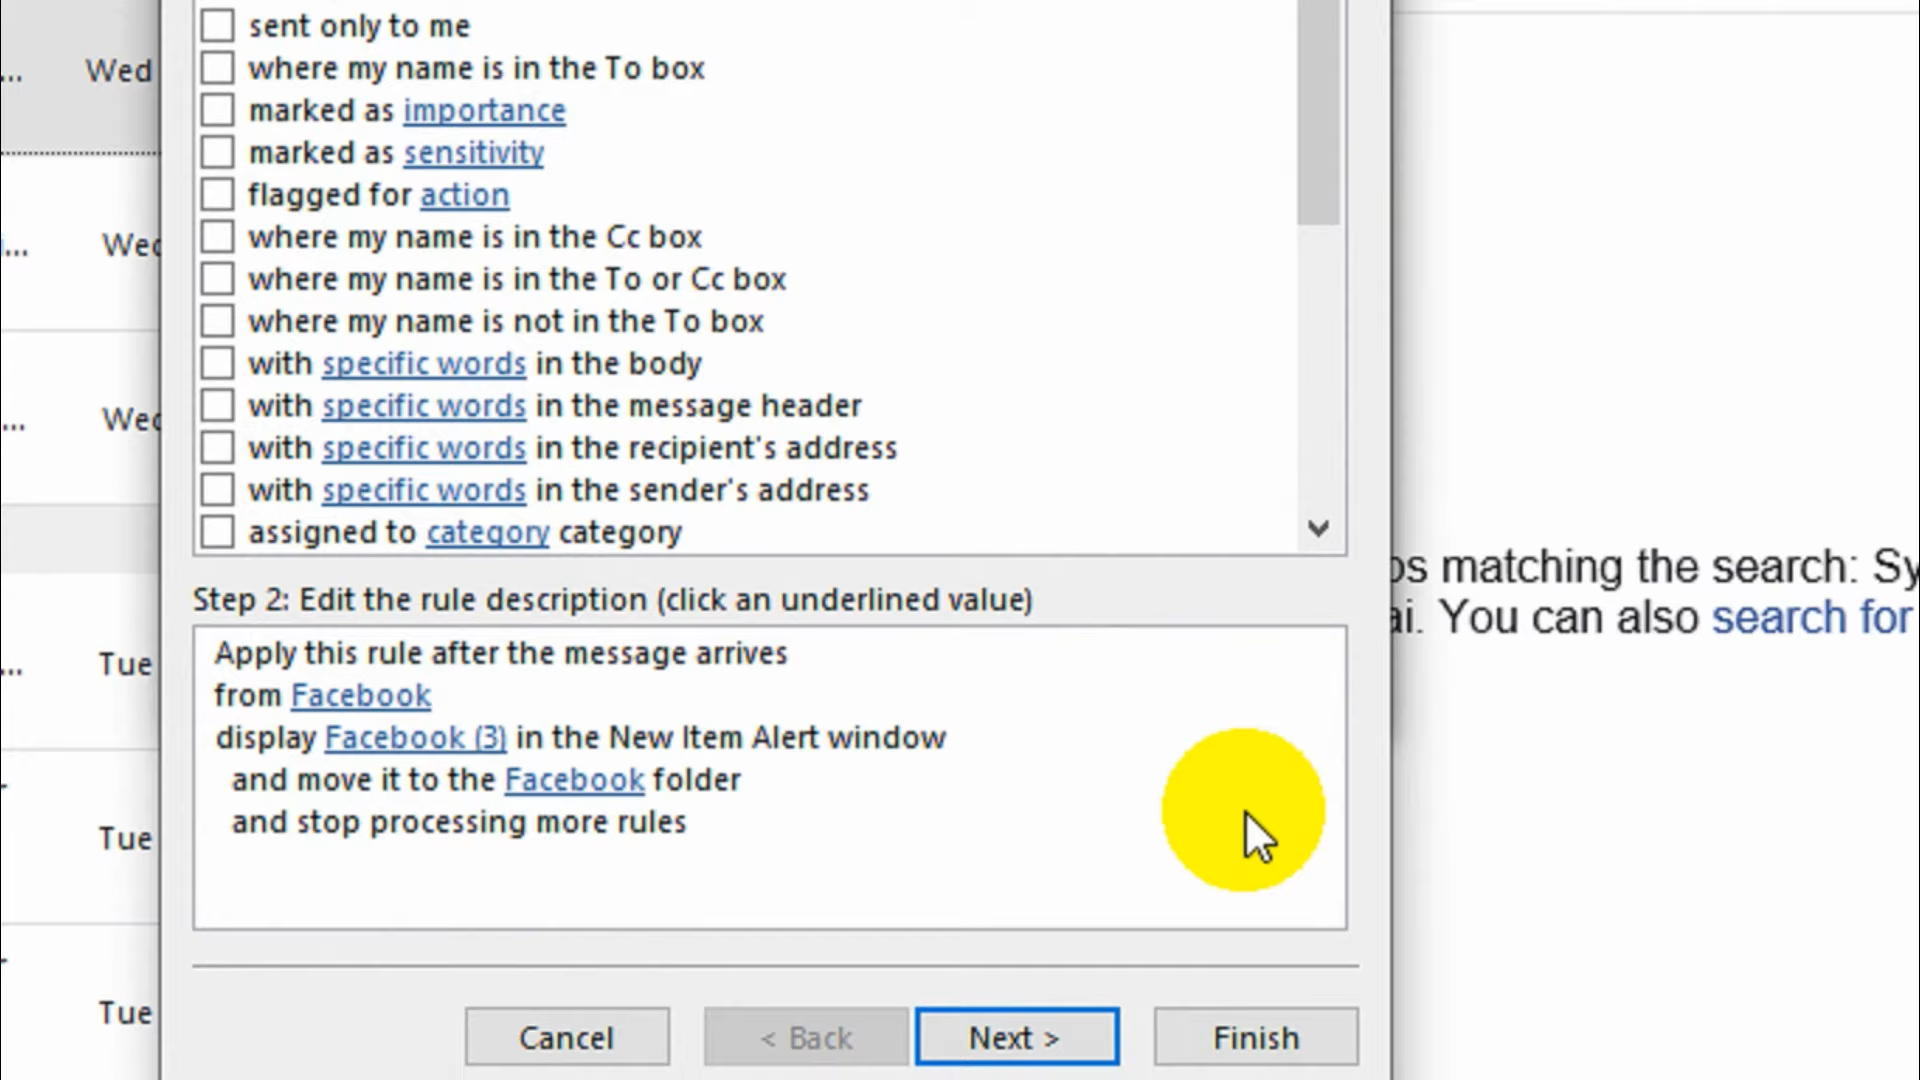 sent only to me
... Wed where my name is in the To box
marked as importance
marked as sensitivity
flagged for action
... Wed where my name is in the Cc box
where my name is in the To or Cc box
where my name is not in the To box
with specific words in the body
... Wed with specific words in the message header
with specific words in the recipient's address
with specific words in the sender's address
assigned to category category
os matching the search: Sy
ai. You can also search for
Step 2: Edit the rule description (click an underlined value)
Apply this rule after the message arrives
... Tue
from Facebook
display Facebook (3) in the New Item Alert window
and move it to the Facebook folder
and stop processing more rules
Tue
Tue
Cancel < Back Next > Finish